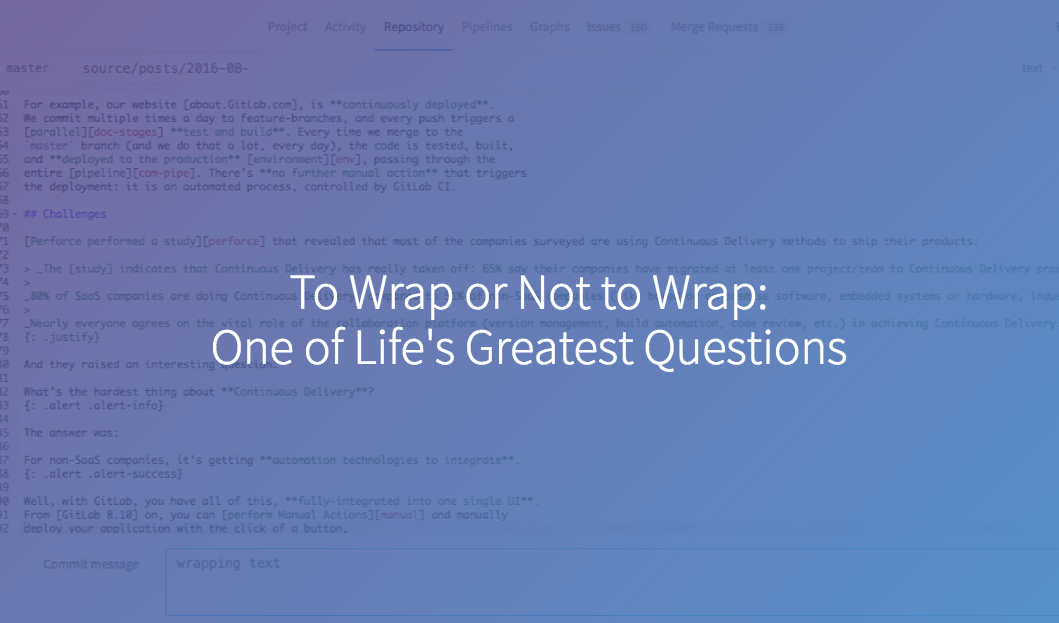 Project Activity Repository Pipelines Graphs Issues 160 Merge Requests 136
master source/posts/2016-08- text
51 For example, our website [about.GitLab.com], is **continuously deployed**.
52 We commit multiple times a day to feature-branches, and every push triggers a
53 [parallel][doc-stages] **test and build**. Every time we merge to the
54 `master` branch (and we do that a lot, every day), the code is tested, built,
55 and **deployed to the production** [environment][env], passing through the
56 entire [pipeline][com-pipe]. There's **no further manual action** that triggers
57 the deployment: it is an automated process, controlled by GitLab CI.
58
59 ## Challenges
70
71 [Perforce performed a study][perforce] that revealed that most of the companies surveyed are using Continuous Delivery methods to ship their products:
72
73 > _The [study] indicates that Continuous Delivery has really taken off: 65% say their companies have migrated at least one project/team to Continuous Delivery
74 >
To Wrap or Not to Wrap:
75 _80% of SaaS companies are doing Continuous Delivery, software, embedded systems or hardware,
76 >
77 _Nearly everyone agrees on the vital role of the collaboration platform (version management, build automation, code review, etc.) in achieving Continuous Delivery
78 {: .justify}
One of Life's Greatest Questions
79
80 And they raised an interesting question:
81
82 What's the hardest thing about **Continuous Delivery**?
83 {: .alert .alert-info}
84
85 The answer was:
86
87 For non-SaaS companies, it's getting **automation technologies to integrate**.
88 {: .alert .alert-success}
89
90 Well, with GitLab, you have all of this, **fully-integrated into one single UI**.
91 From [GitLab 8.10] on, you can [perform Manual Actions][manual] and manually
92 deploy your application with the click of a button.
Commit message wrapping text